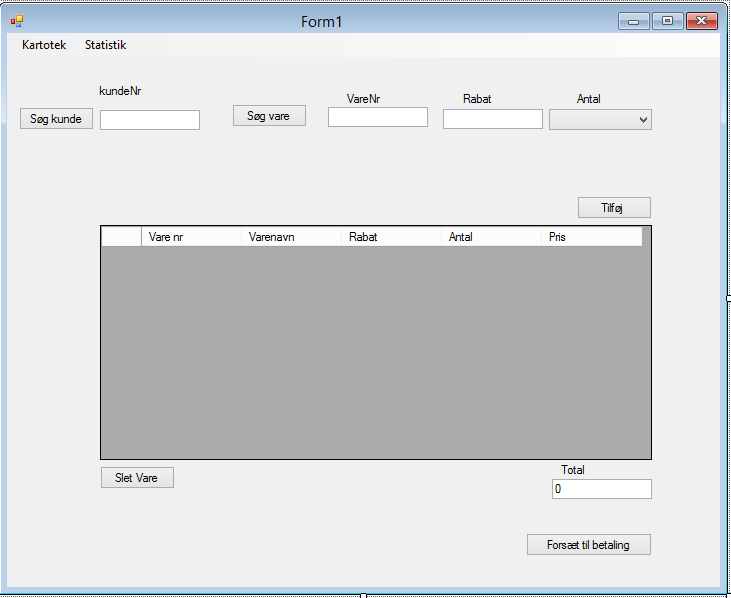 Form1
Kartotek Statistik
kundeNr
VareNr Rabat Antal
Søg kunde Søg vare
Tilføj
Vare nr Varenavn Rabat Antal Pris
Slet Vare
Total
0
Forsæt til betaling